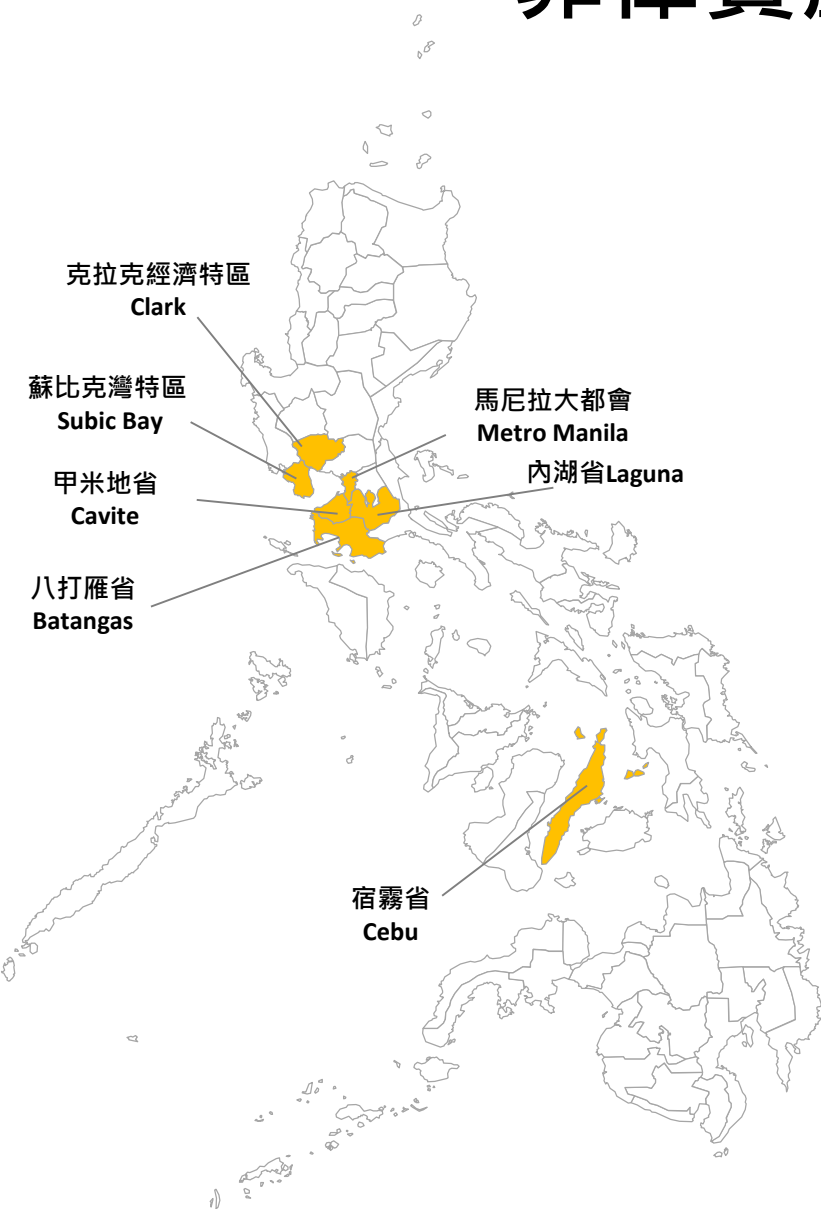 克拉克經濟特區
Clark
蘇比克灣特區
Subic Bay
馬尼拉大都會
Metro Manila
內湖省Laguna
甲米地省
Cavite
八打雁省
Batangas
宿霧省
Cebu